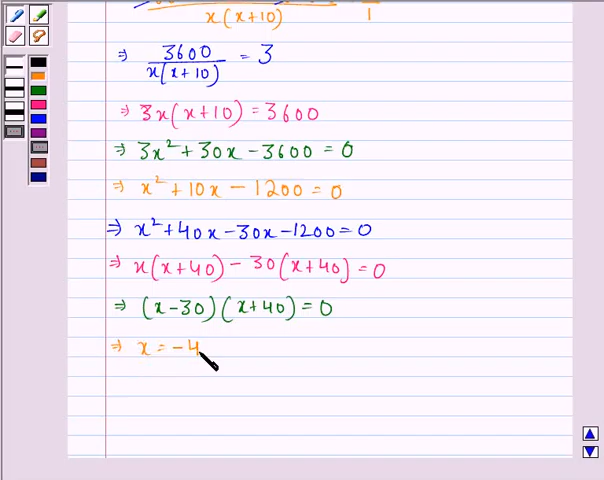 x(x+10) 1
⇒ 3600/x(x+10) = 3
⇒ 3x(x+10) = 3600
⇒ 3x² + 30x - 3600 = 0
⇒ x² + 10x - 1200 = 0
⇒ x² + 40x - 30x - 1200 = 0
⇒ x(x+40) - 30(x+40) = 0
⇒ (x-30)(x+40) = 0
⇒ x = -4